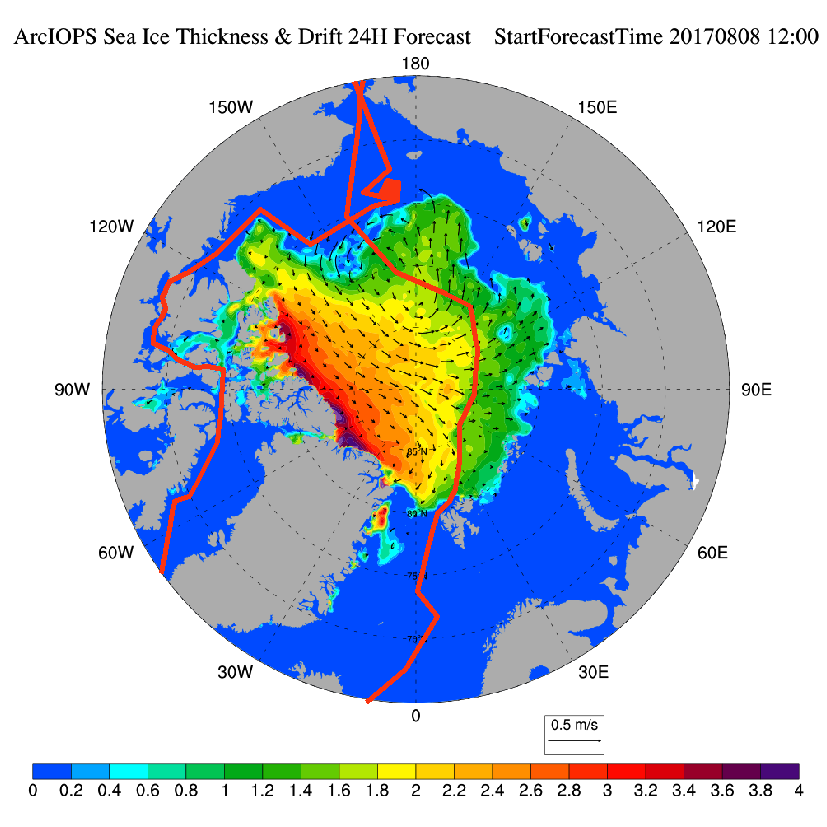 ArcIOPS Sea Ice Thickness & Drift 24H Forecast StartForecastTime 20170808 12:00
180
150W 150E
120W 120E
90W 90E
85°N
80°N
60W 60E
75°N
70°N
30W 30E
0
0.5 m/s
0 0.2 0.4 0.6 0.8 1 1.2 1.4 1.6 1.8 2 2.2 2.4 2.6 2.8 3 3.2 3.4 3.6 3.8 4